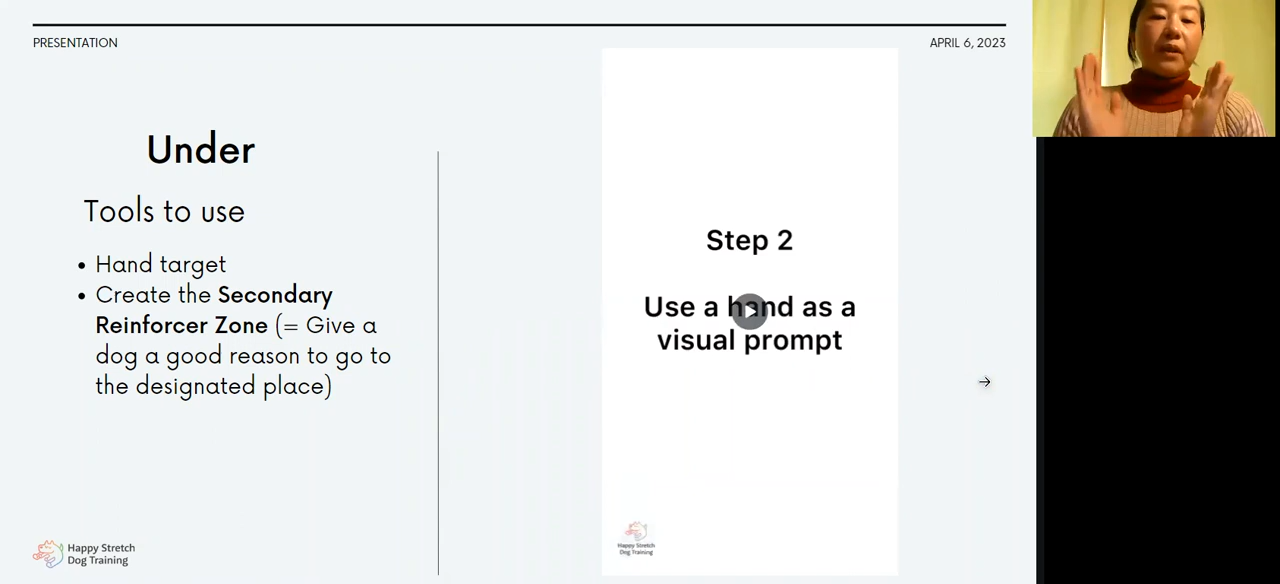 PRESENTATION
APRIL 6, 2023
Under
Tools to use
• Hand target
• Create the Secondary
Reinforcer Zone (= Give a
dog a good reason to go to
the designated place)
Step 2
Use a hand as a
visual prompt
Happy Stretch
Dog Training
Happy Stretch
Dog Training